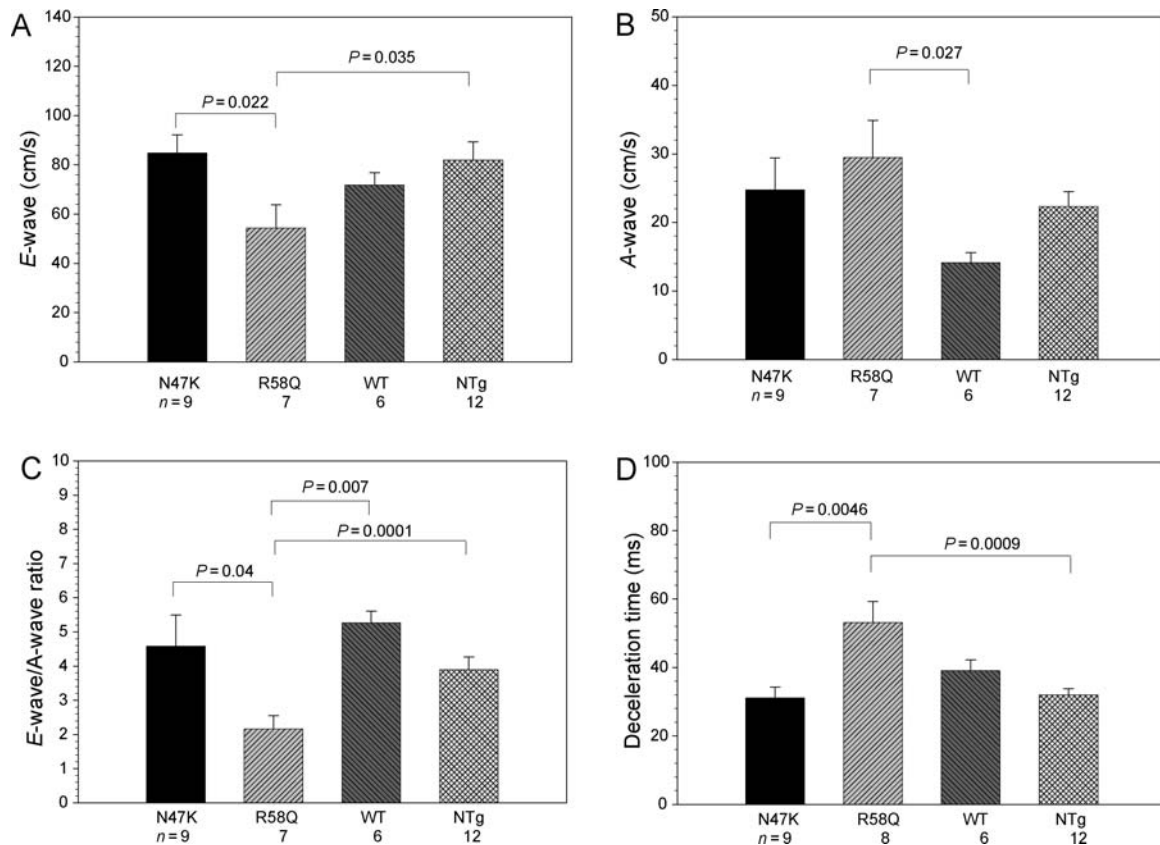 A
E-wave (cm/s)
140
120
100
80
60
40
20
0
P = 0.035
P = 0.022
N47K R58Q WT NTg
n = 9 7 6 12
B
A-wave (cm/s)
50
40
30
20
10
0
P = 0.027
N47K R58Q WT NTg
n = 9 7 6 12
C
E-wave/A-wave ratio
10
9
8
7
6
5
4
3
2
1
0
P = 0.007
P = 0.0001
P = 0.04
N47K R58Q WT NTg
n = 9 7 6 12
D
Deceleration time (ms)
100
80
60
40
20
0
P = 0.0046
P = 0.0009
N47K R58Q WT NTg
n = 9 8 6 12